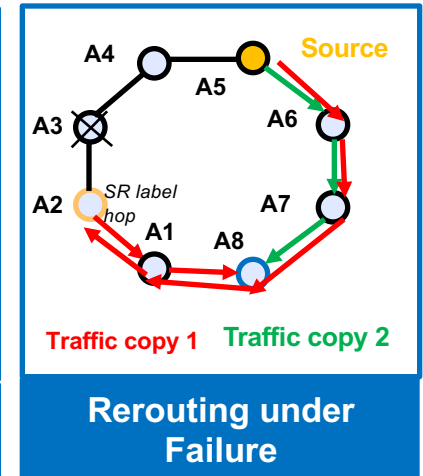 A4
Source
A5
A3
A6
A2
SR label
hop
A7
A1
A8
Traffic copy 1
Traffic copy 2
Rerouting under
Failure